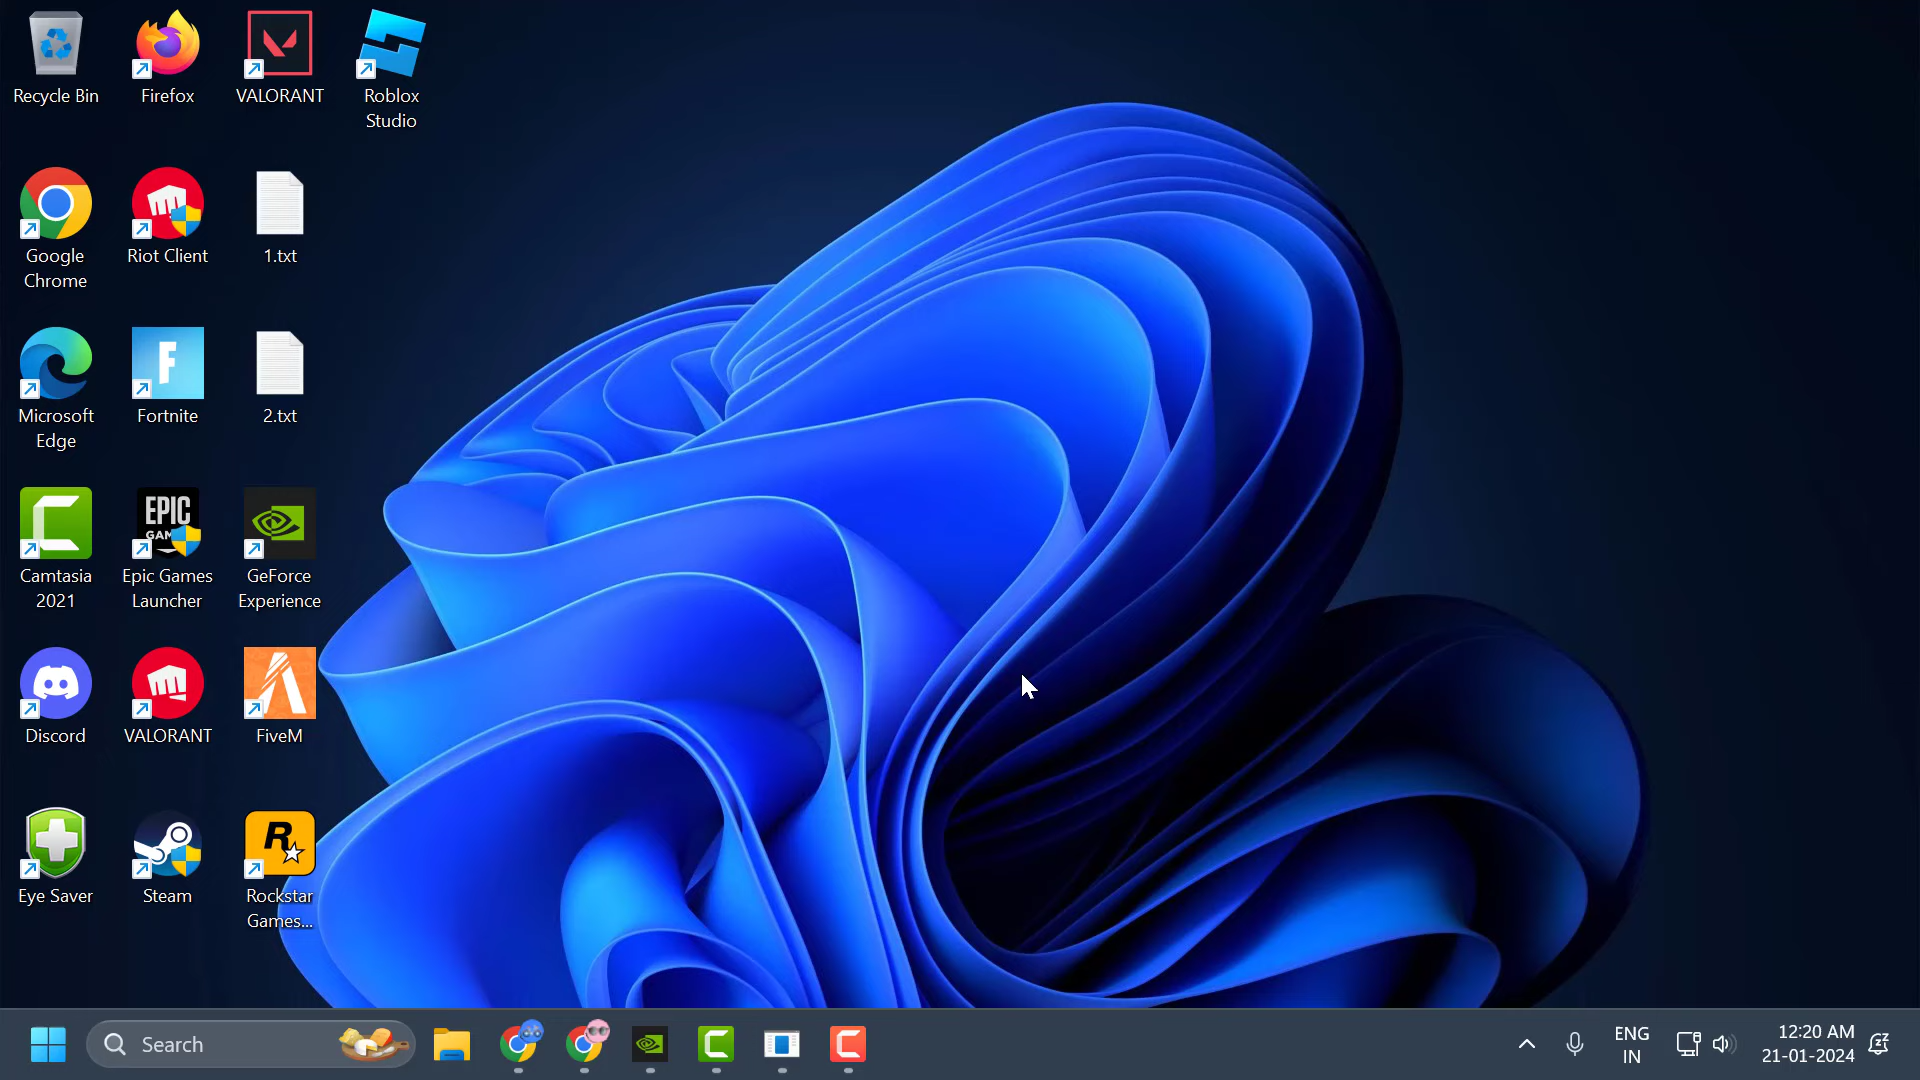 Recycle Bin
Firefox
VALORANT
Roblox
Studio
Google
Chrome
Riot Client
1.txt
Microsoft
Edge
F
Fortnite
2.txt
EPIC
GAM
Camtasia
2021
Epic Games
Launcher
GeForce
Experience
Discord
VALORANT
FiveM
R
Eye Saver
Steam
Rockstar
Games...
Search
ENG
IN
12:20 AM
21-01-2024